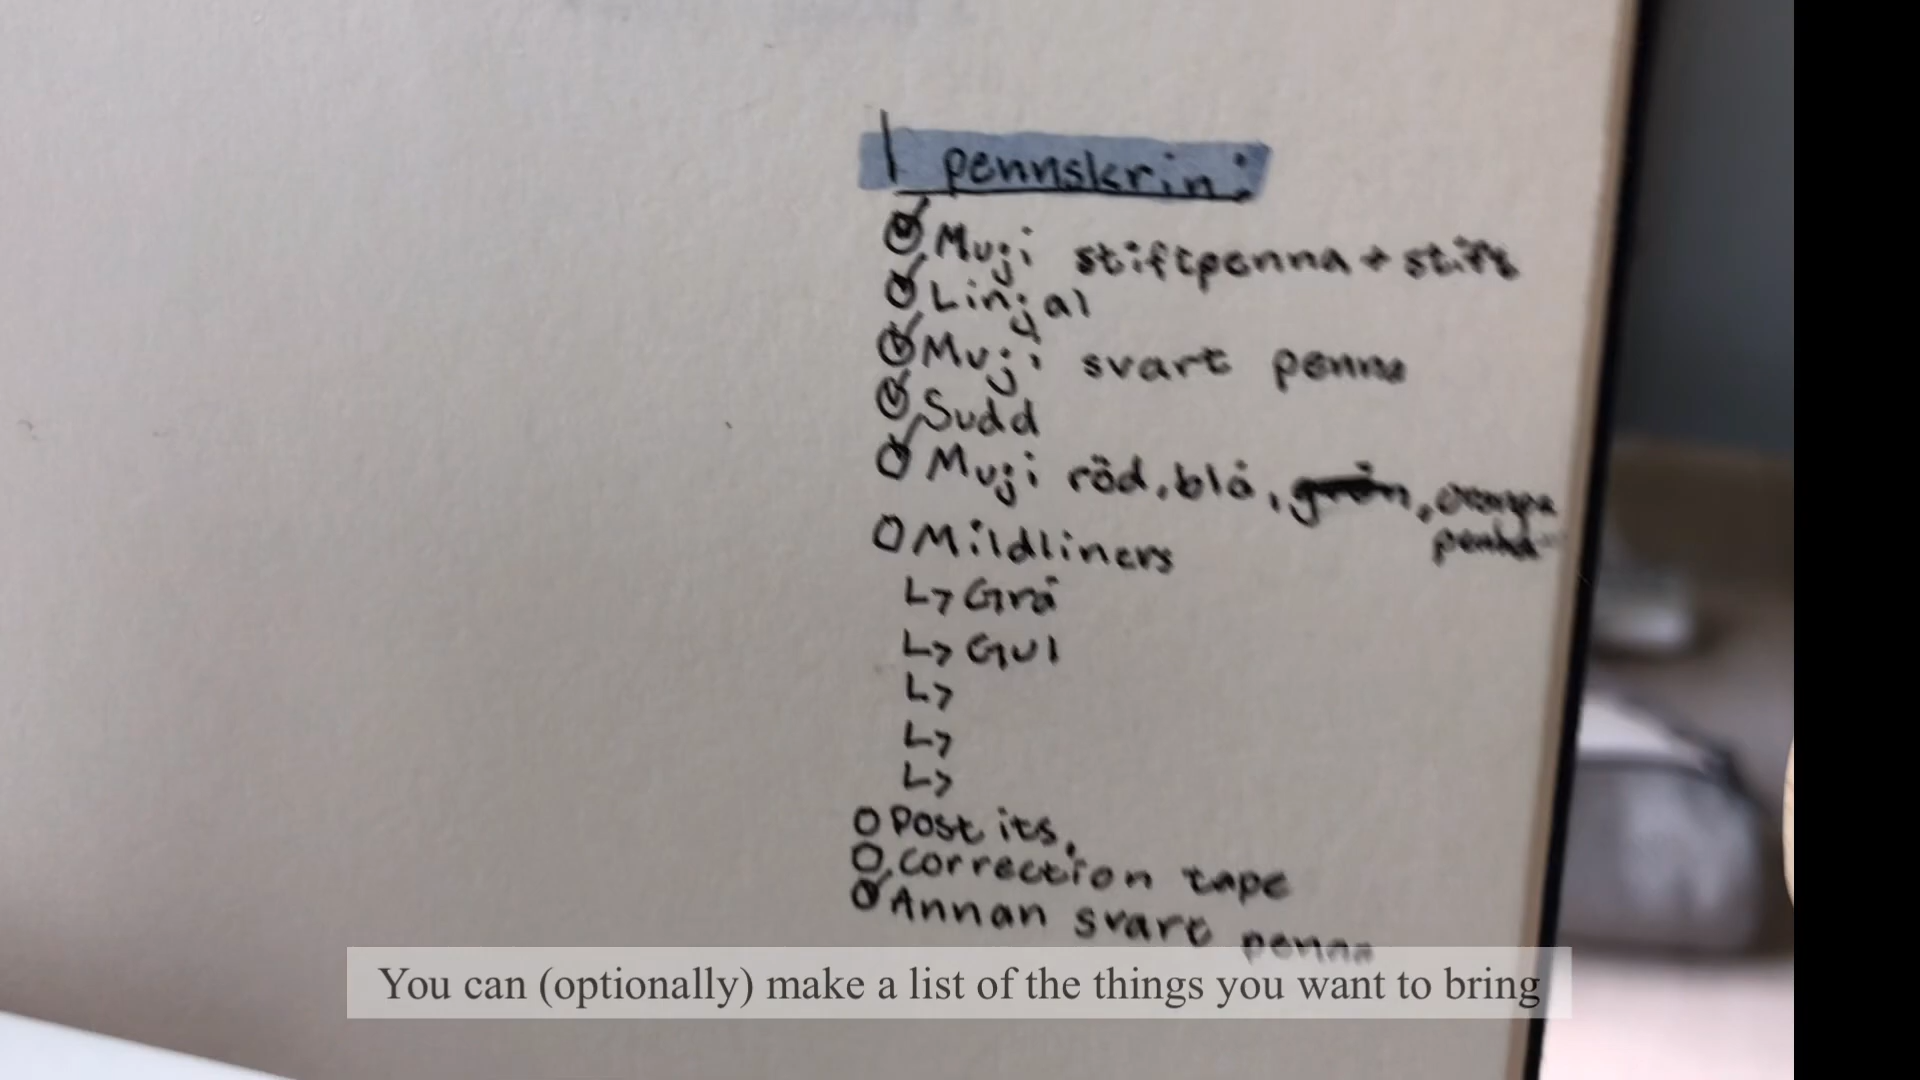 I pennskrin:
Muji stiftpenna + stift
Linjal
Muji svart penna
Sudd
Muji röd, blå, grön, orange
penna
Mildliners
↳ Grå
↳ Gul
↳
↳
↳
Post its,
correction tape
Annan svart penna
You can (optionally) make a list of the things you want to bring